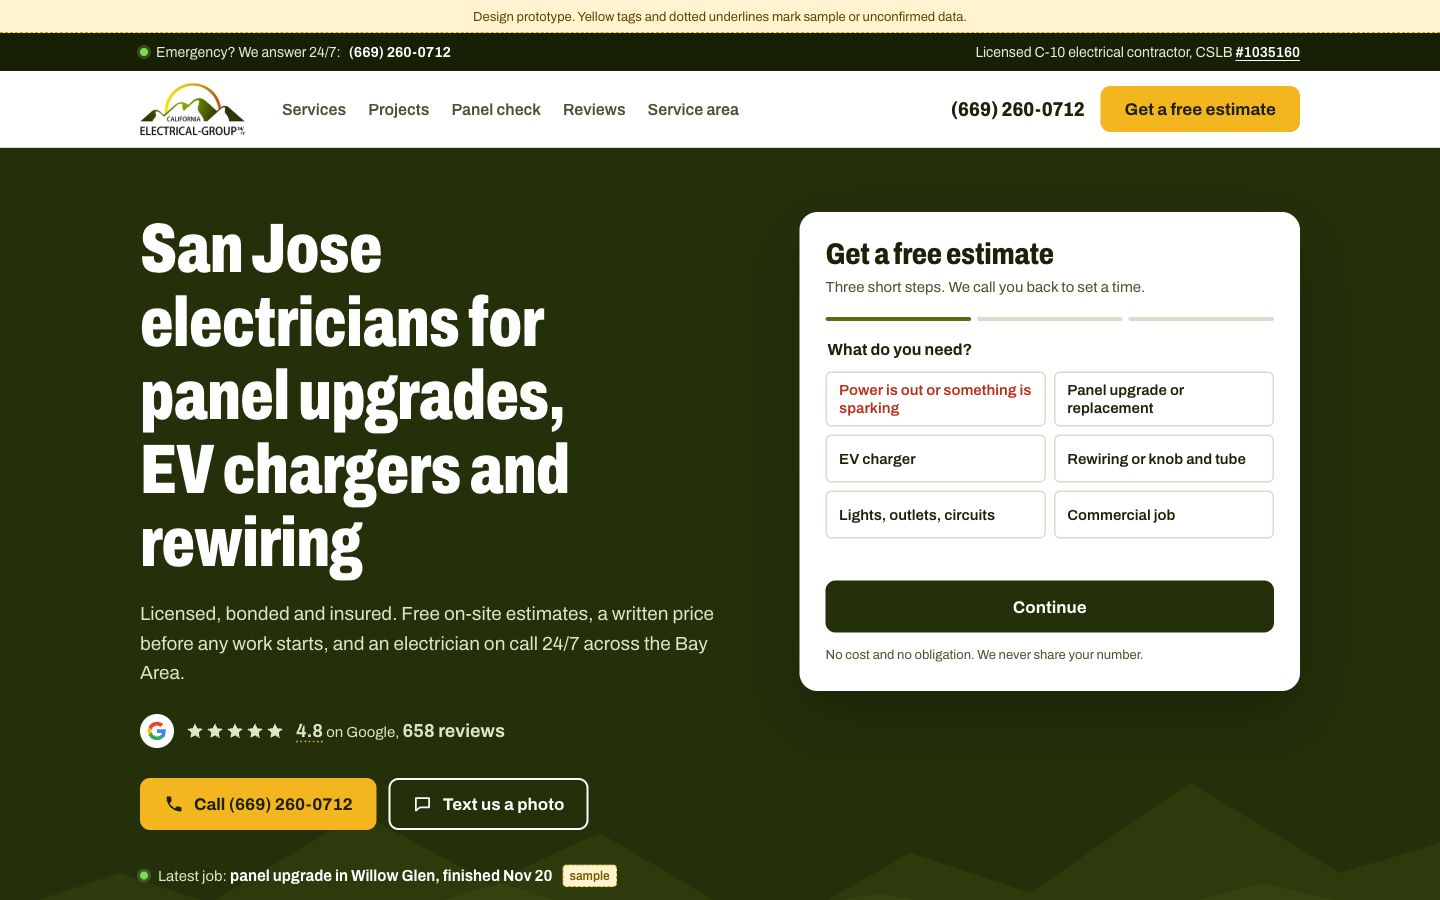 Design prototype. Yellow tags and dotted underlines mark sample or unconfirmed data.
Emergency? We answer 24/7: (669) 260-0712
Licensed C-10 electrical contractor, CSLB #1035160
CALIFORNIA
ELECTRICAL-GROUP
Services Projects Panel check Reviews Service area
(669) 260-0712
Get a free estimate
San Jose
electricians for
panel upgrades,
EV chargers and
rewiring
Licensed, bonded and insured. Free on-site estimates, a written price
before any work starts, and an electrician on call 24/7 across the Bay
Area.
4.8 on Google, 658 reviews
Call (669) 260-0712
Text us a photo
Latest job: panel upgrade in Willow Glen, finished Nov 20 sample
Get a free estimate
Three short steps. We call you back to set a time.
What do you need?
Power is out or something is
sparking
Panel upgrade or
replacement
EV charger
Rewiring or knob and tube
Lights, outlets, circuits
Commercial job
Continue
No cost and no obligation. We never share your number.